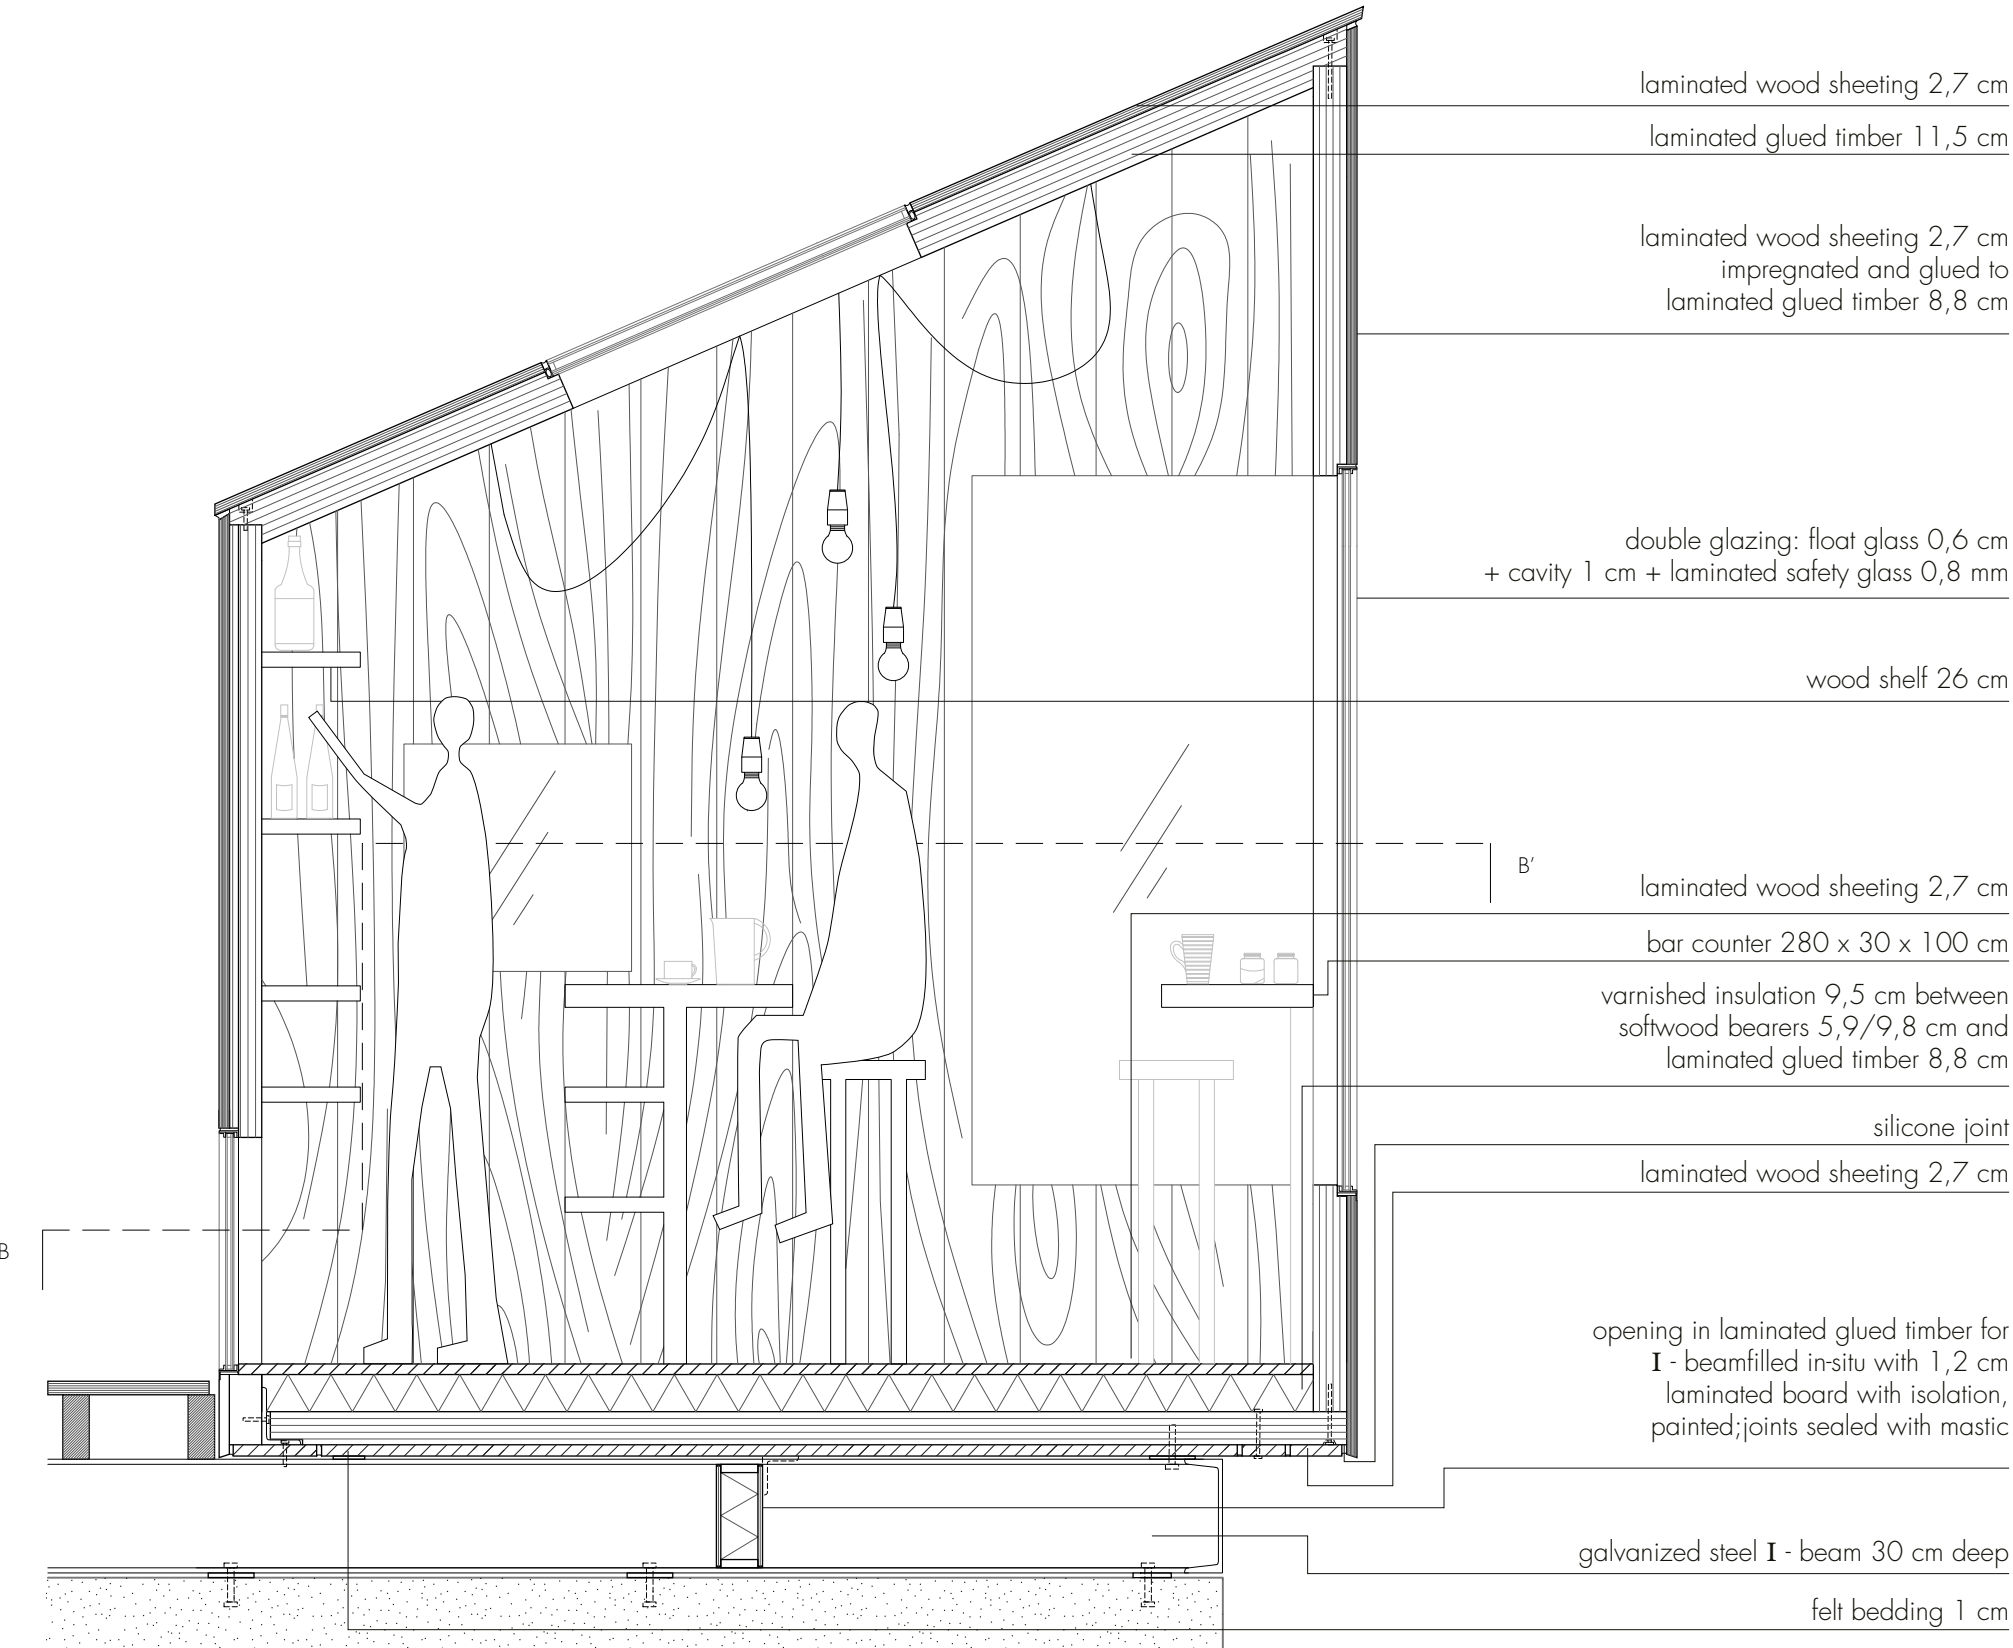 laminated wood sheeting 2,7 cm
laminated glued timber 11,5 cm
laminated wood sheeting 2,7 cm
impregnated and glued to
laminated glued timber 8,8 cm
double glazing: float glass 0,6 cm
+ cavity 1 cm + laminated safety glass 0,8 mm
wood shelf 26 cm
B'
laminated wood sheeting 2,7 cm
bar counter 280 x 30 x 100 cm
varnished insulation 9,5 cm between
softwood bearers 5,9/9,8 cm and
laminated glued timber 8,8 cm
silicone joint
laminated wood sheeting 2,7 cm
B
opening in laminated glued timber for
I - beamfilled in-situ with 1,2 cm
laminated board with isolation,
painted;joints sealed with mastic
galvanized steel I - beam 30 cm deep
felt bedding 1 cm